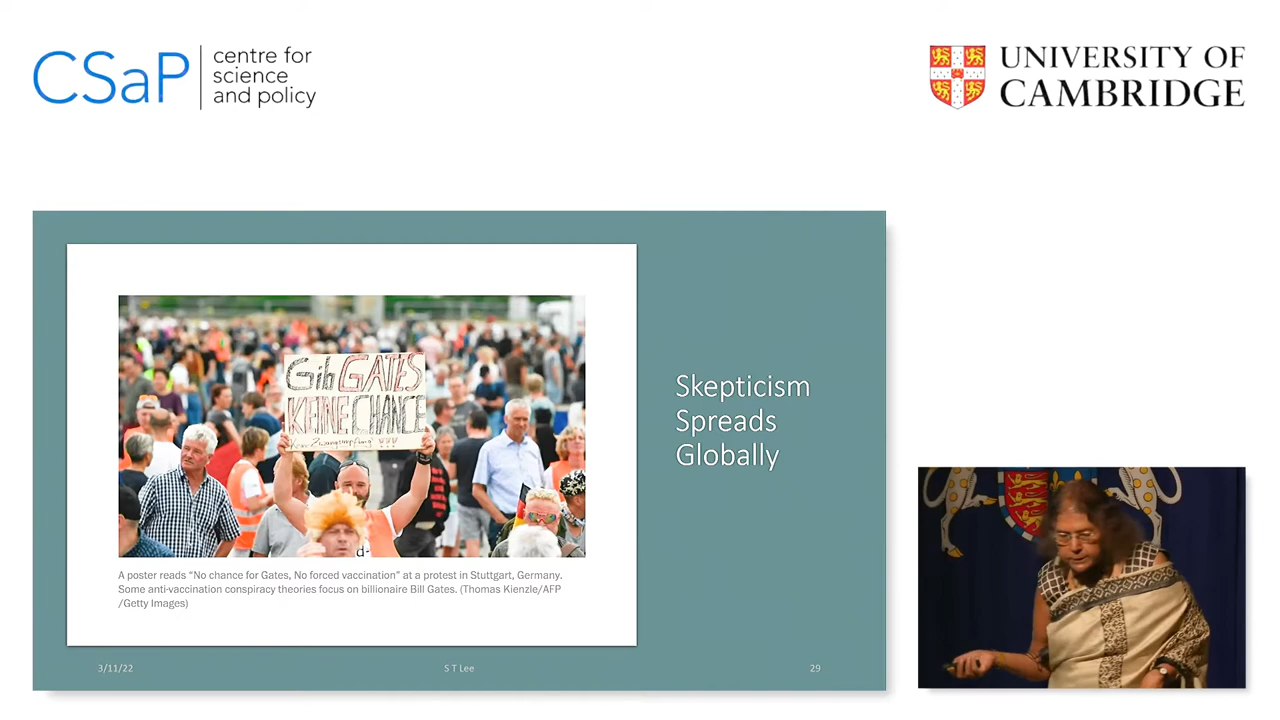 CSaP
centre for
science
and policy
UNIVERSITY OF
CAMBRIDGE
Gib GATES
KEINE CHANCE
Skepticism
Spreads
Globally
A poster reads “No chance for Gates, No forced vaccination” at a protest in Stuttgart, Germany.
Some anti-vaccination conspiracy theories focus on billionaire Bill Gates. (Thomas Kienzle/AFP
/Getty Images)
3/11/22
S T Lee
29